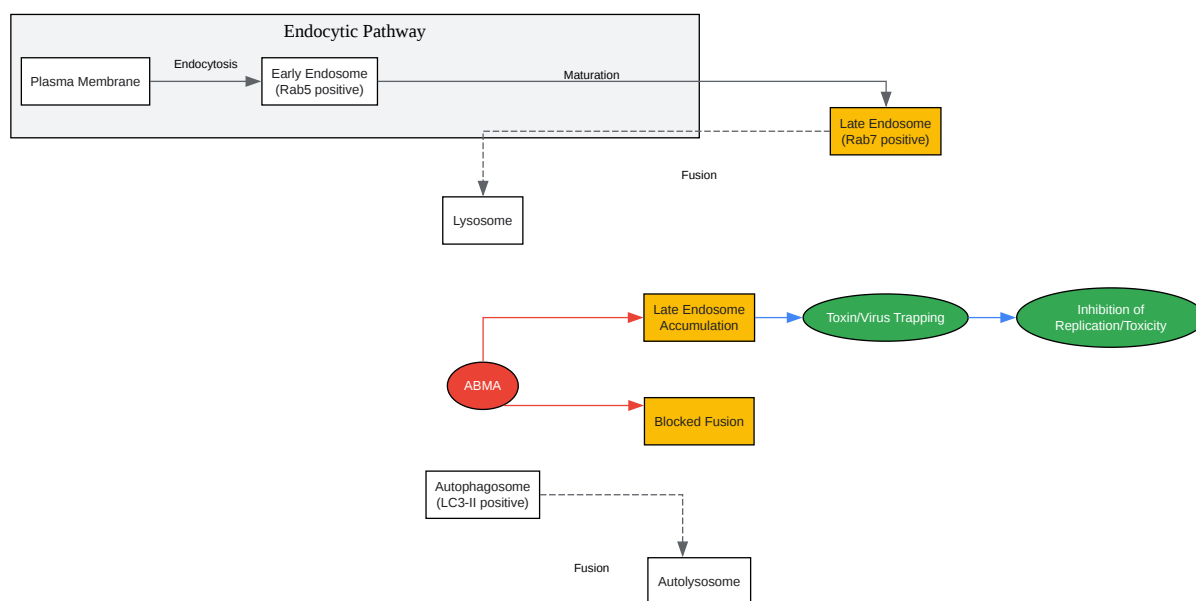 Endocytic Pathway
Plasma Membrane
Endocytosis
Early Endosome
(Rab5 positive)
Maturation
Late Endosome
(Rab7 positive)
Fusion
Lysosome
Late Endosome
Accumulation
Toxin/Virus Trapping
Inhibition of
Replication/Toxicity
ABMA
Blocked Fusion
Autophagosome
(LC3-II positive)
Fusion
Autolysosome